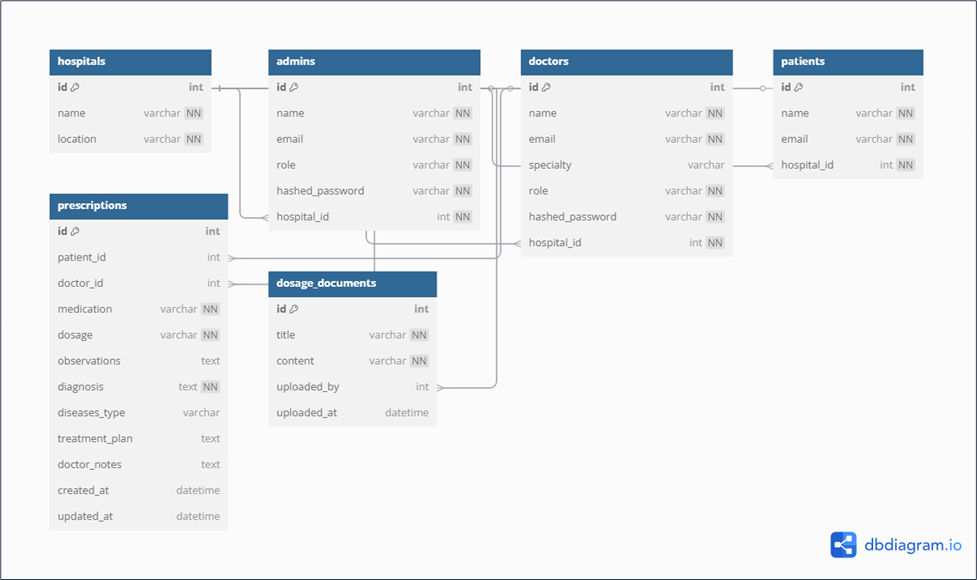 hospitals
id int
name varchar NN
location varchar NN
admins
id int
name varchar NN
email varchar NN
role varchar NN
hashed_password varchar NN
hospital_id int NN
doctors
id int
name varchar NN
email varchar NN
specialty varchar
role varchar NN
hashed_password varchar NN
hospital_id int NN
patients
id int
name varchar NN
email varchar NN
hospital_id int NN
prescriptions
id int
patient_id int
doctor_id int
medication varchar NN
dosage varchar NN
observations text
diagnosis text NN
diseases_type varchar
treatment_plan text
doctor_notes text
created_at datetime
updated_at datetime
dosage_documents
id int
title varchar NN
content varchar NN
uploaded_by int
uploaded_at datetime
dbdiagram.io